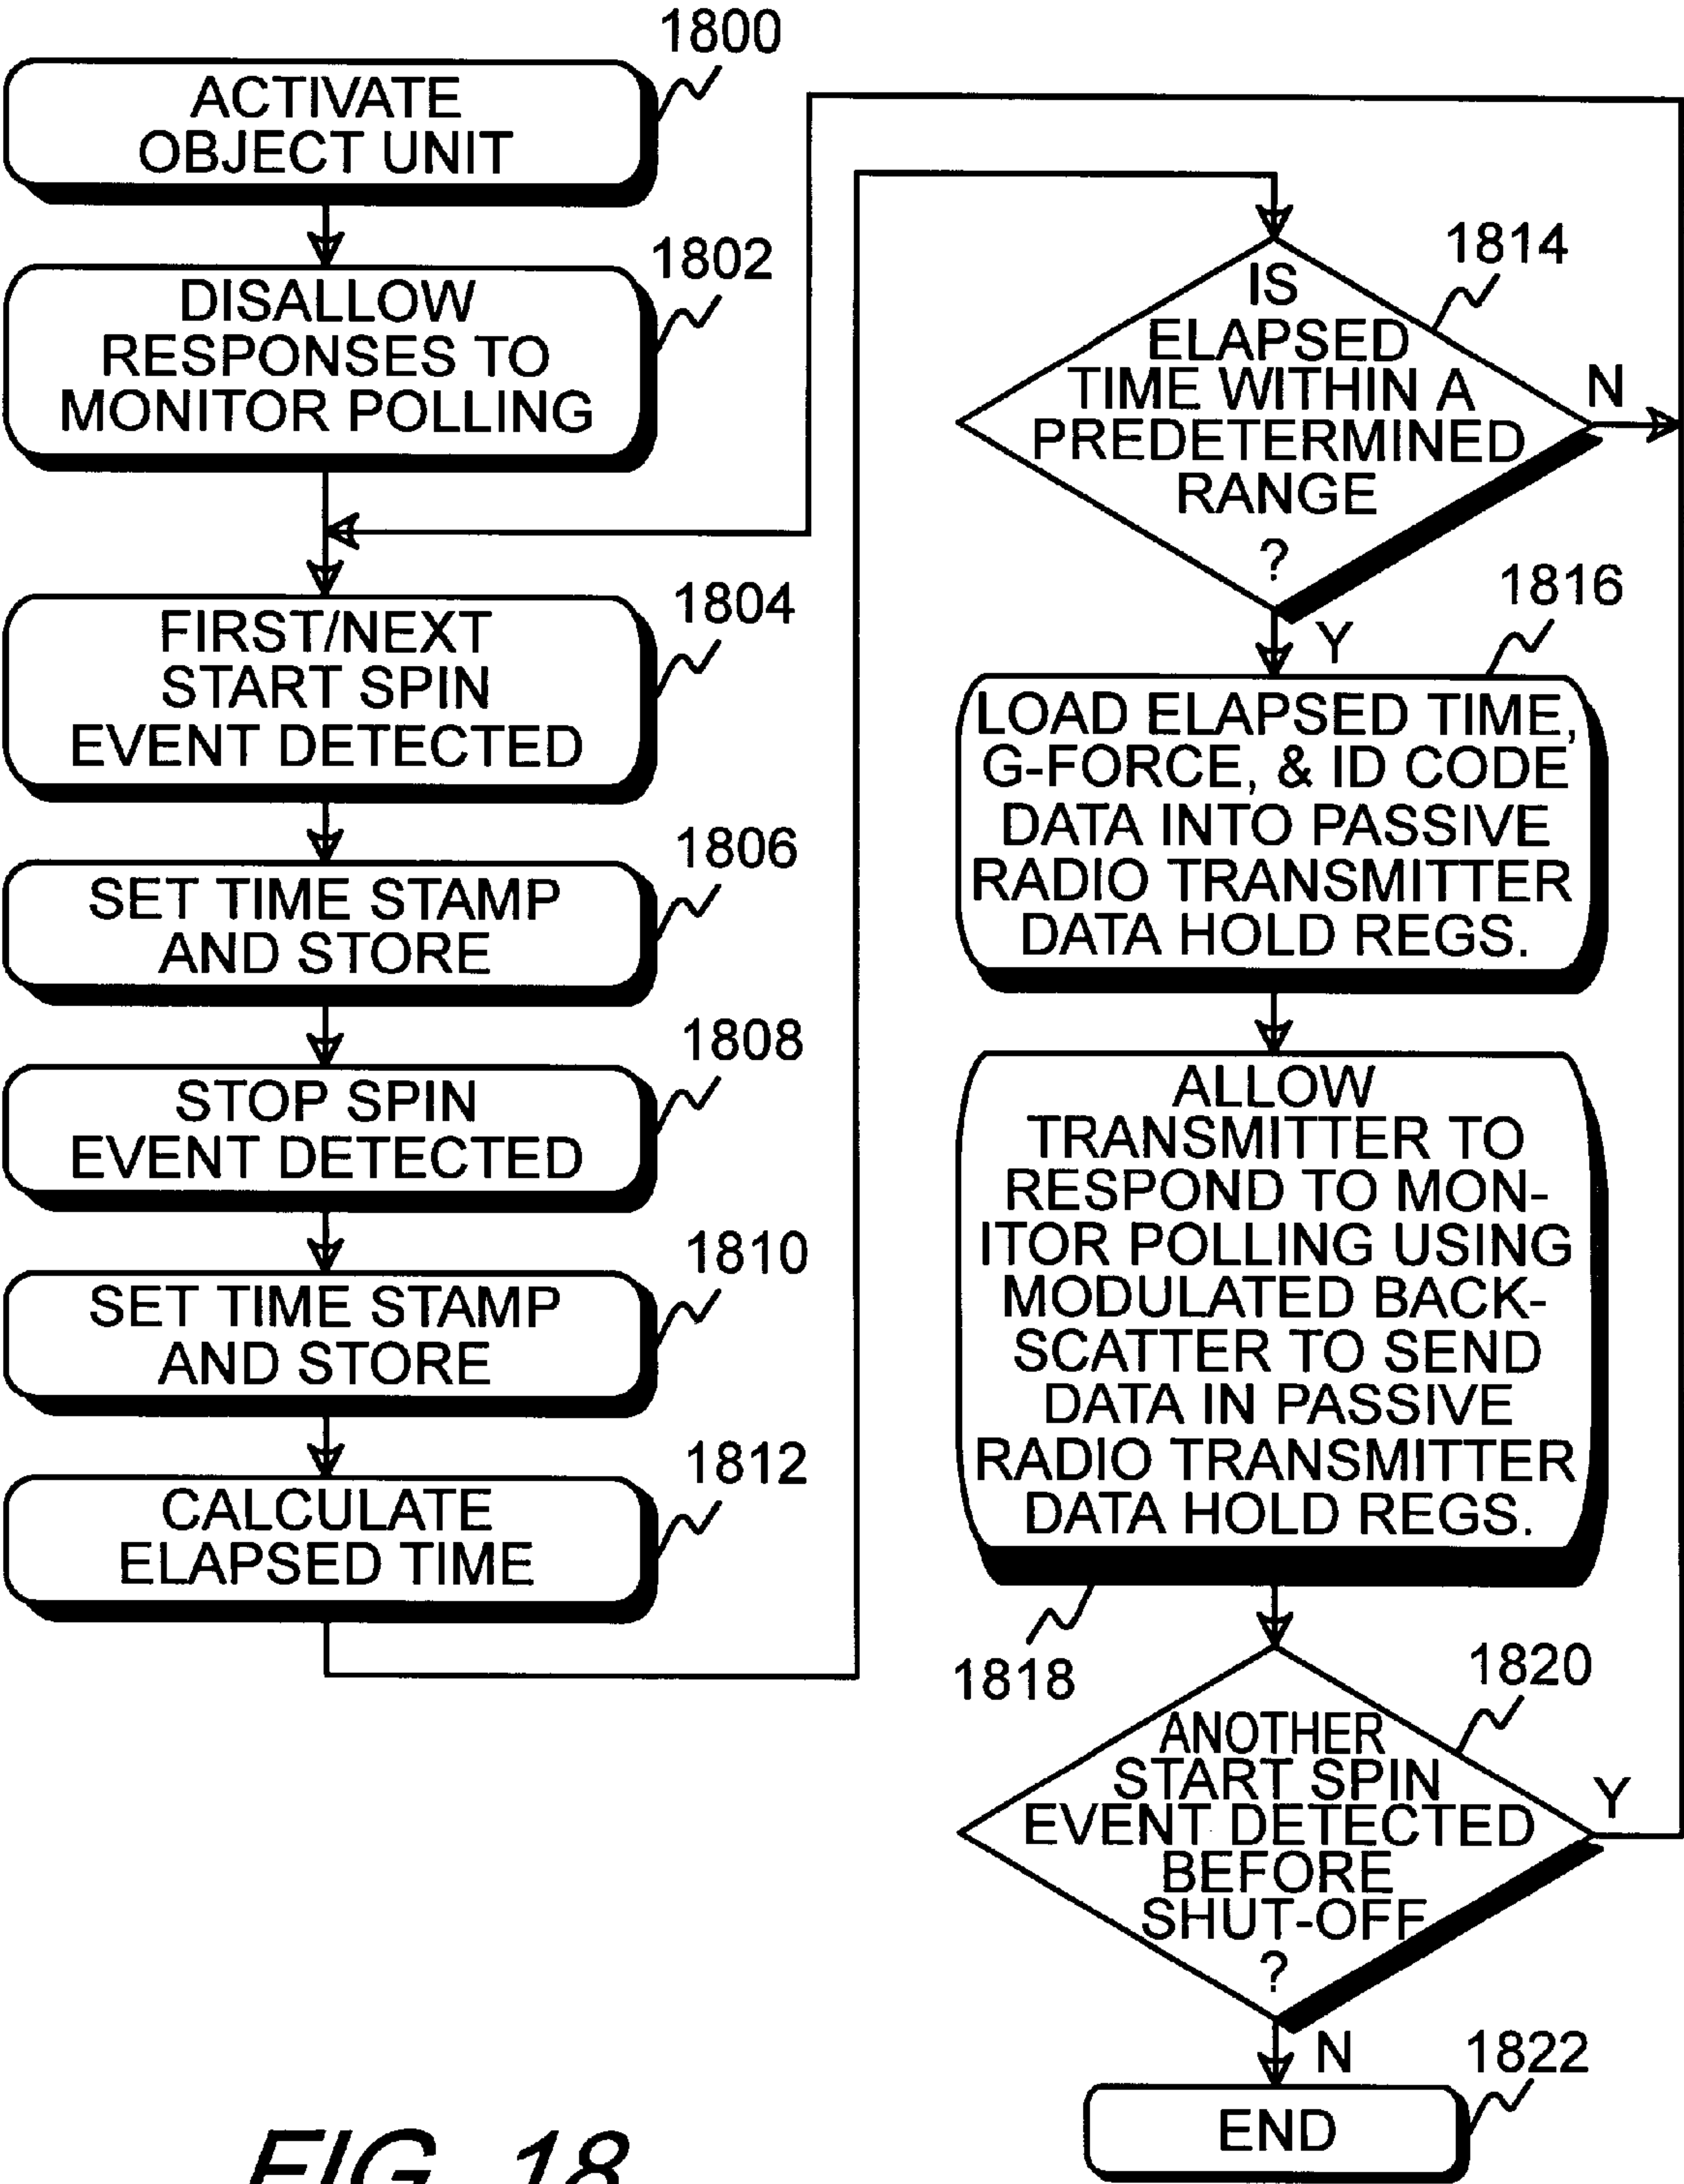 1800
ACTIVATE
OBJECT UNIT
1802
DISALLOW
RESPONSES TO
MONITOR POLLING
1804
FIRST/NEXT
START SPIN
EVENT DETECTED
1806
SET TIME STAMP
AND STORE
1808
STOP SPIN
EVENT DETECTED
1810
SET TIME STAMP
AND STORE
1812
CALCULATE
ELAPSED TIME
1814
IS
ELAPSED
TIME WITHIN A
PREDETERMINED
RANGE
?
N
Y
1816
LOAD ELAPSED TIME,
G-FORCE, & ID CODE
DATA INTO PASSIVE
RADIO TRANSMITTER
DATA HOLD REGS.
ALLOW
TRANSMITTER TO
RESPOND TO MON-
ITOR POLLING USING
MODULATED BACK-
SCATTER TO SEND
DATA IN PASSIVE
RADIO TRANSMITTER
DATA HOLD REGS.
1818
1820
ANOTHER
START SPIN
EVENT DETECTED
BEFORE
SHUT-OFF
?
Y
N
1822
END
FIG. 18